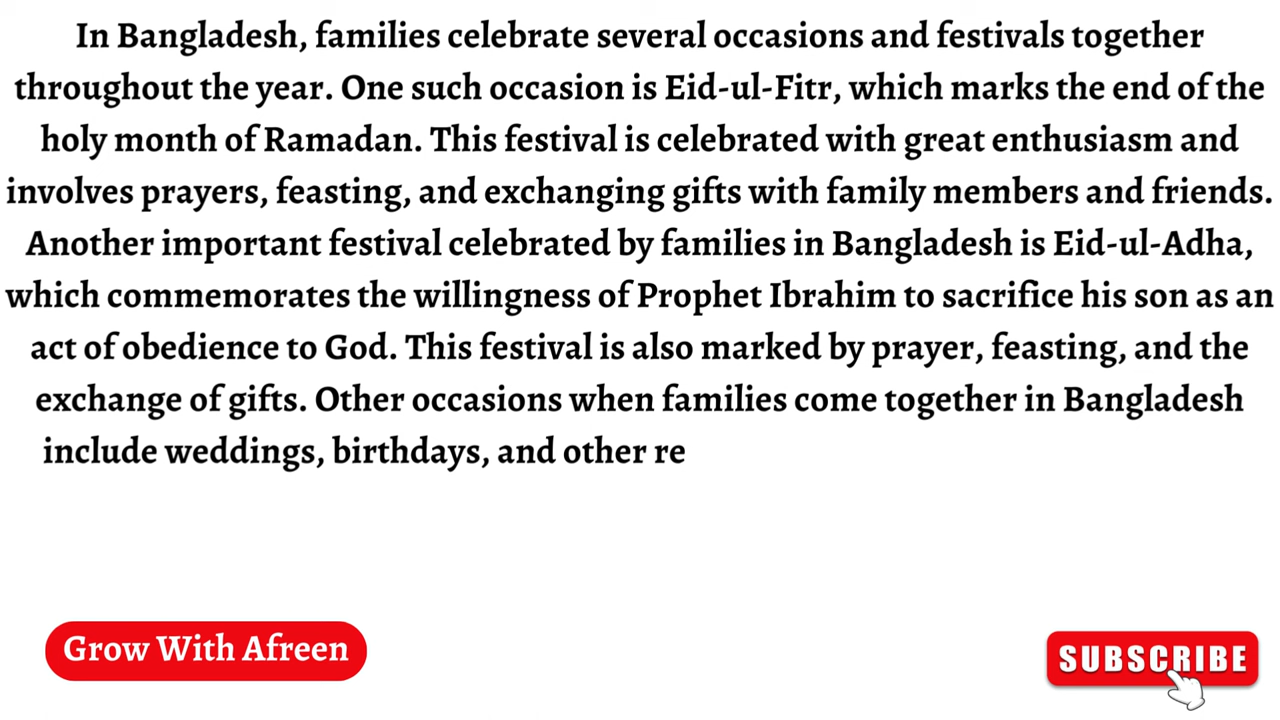 In Bangladesh, families celebrate several occasions and festivals together
throughout the year. One such occasion is Eid-ul-Fitr, which marks the end of the
holy month of Ramadan. This festival is celebrated with great enthusiasm and
involves prayers, feasting, and exchanging gifts with family members and friends.
Another important festival celebrated by families in Bangladesh is Eid-ul-Adha,
which commemorates the willingness of Prophet Ibrahim to sacrifice his son as an
act of obedience to God. This festival is also marked by prayer, feasting, and the
exchange of gifts. Other occasions when families come together in Bangladesh
include weddings, birthdays, and other re
Grow With Afreen
SUBSCRIBE